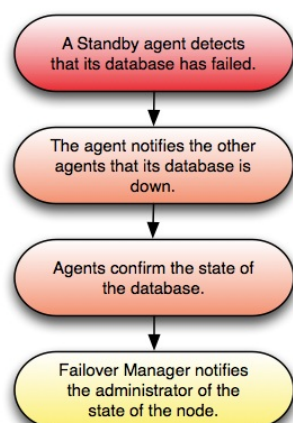 A Standby agent detects
that its database has failed.
The agent notifies the other
agents that its database is
down.
Agents confirm the state of
the database.
Failover Manager notifies
the administrator of the
state of the node.